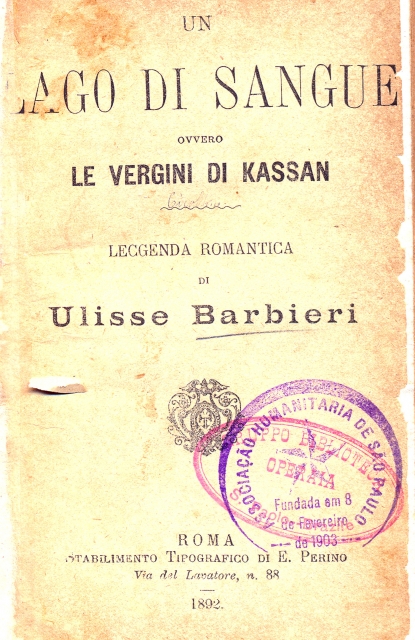 UN
LAGO DI SANGUE
OVVERO
LE VERGINI DI KASSAN
LEGGENDA ROMANTICA
DI
Ulisse Barbieri
ASSOCIAÇÃO HUMANITARIA DE SÃO PAULO
Fundada em 8
de Fevereiro
de 1903
OPERAIA
ROMA
STABILIMENTO TIPOGRAFICO DI E. PERINO
Via del Lavatore, n. 88
1892.